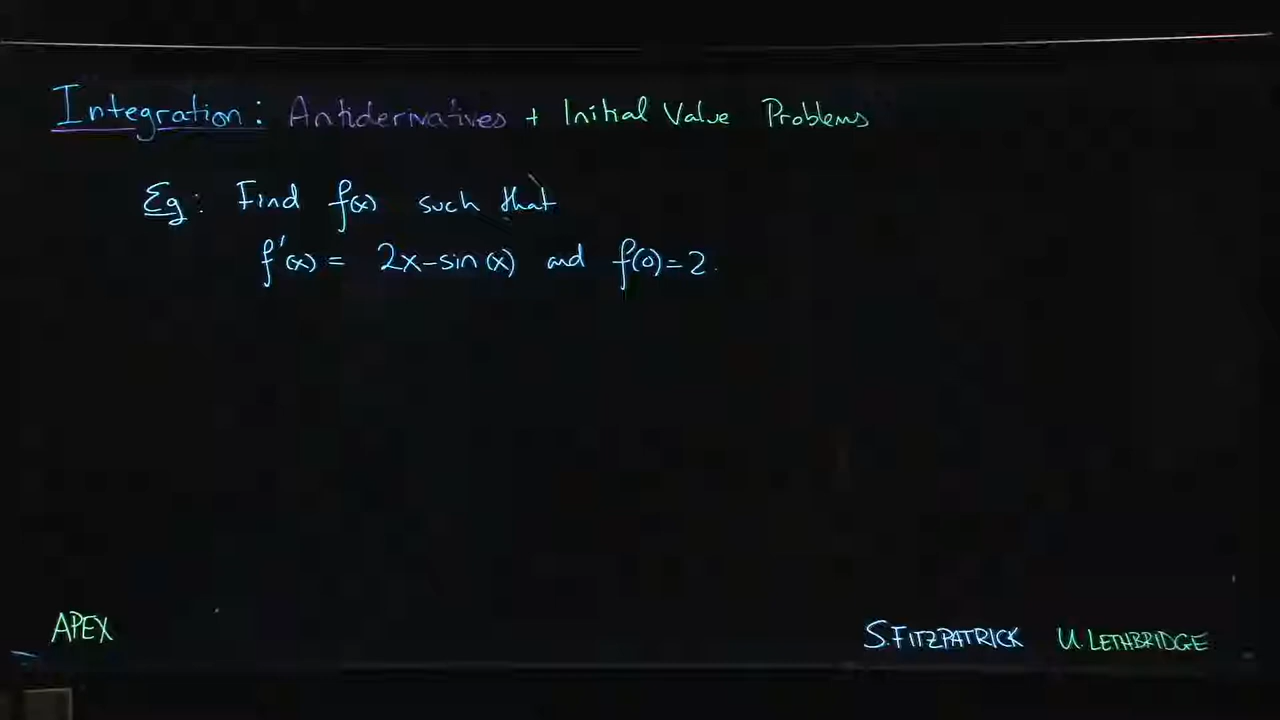 Integration: Antiderivatives + Initial Value Problems
Eg: Find f(x) such that
f'(x) = 2x-sin(x) and f(0)=2.
APEX
S.FITZPATRICK U.LETHBRIDGE